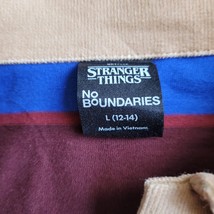 STRANGER
THINGS
NO
BOUNDARIES
L (12-14)
Made in Vietnam